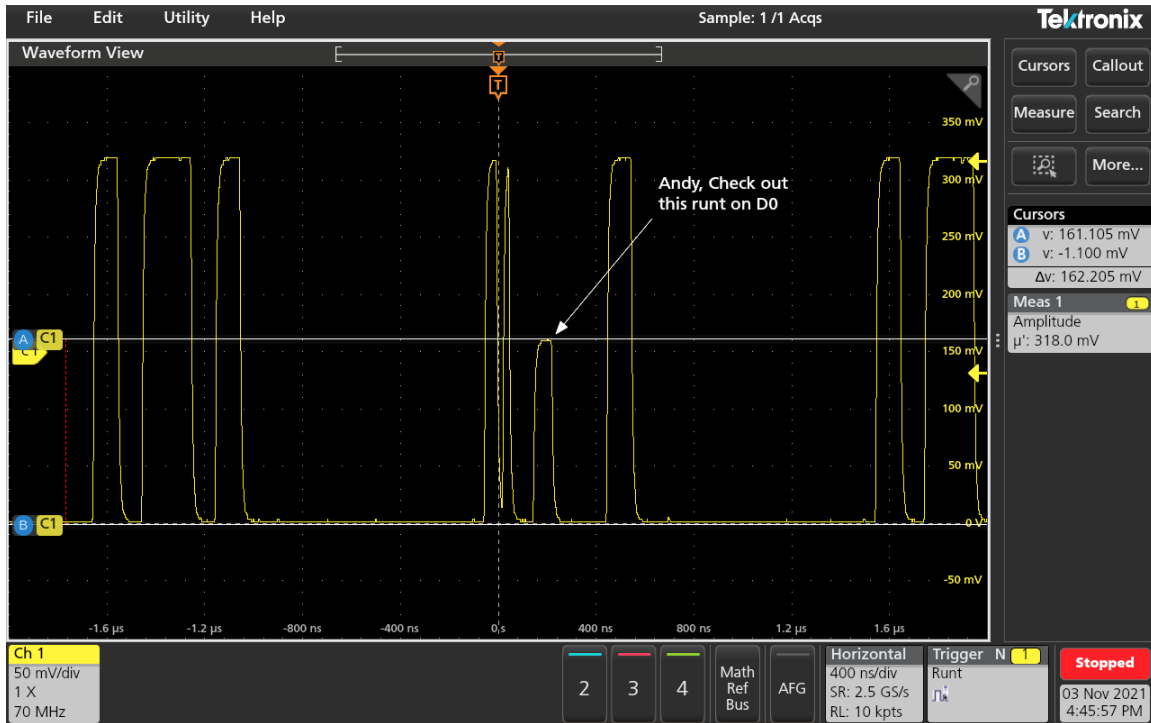 File Edit Utility Help Sample: 1 /1 Acqs Tektronix
Waveform View
T
T
Cursors Callout
Measure Search
More...
350 mV
300 mV
250 mV
200 mV
150 mV
100 mV
50 mV
0 V
-50 mV
Andy, Check out
this runt on D0
A C1
C1
B C1
Cursors
A v: 161.105 mV
B v: -1.100 mV
Δv: 162.205 mV
Meas 1 1
Amplitude
µ': 318.0 mV
-1.6 µs -1.2 µs -800 ns -400 ns 0 s 400 ns 800 ns 1.2 µs 1.6 µs
Ch 1
50 mV/div
1 X
70 MHz
2 3 4
Math
Ref
Bus
AFG
Horizontal
400 ns/div
SR: 2.5 GS/s
RL: 10 kpts
Trigger N 1
Runt
Stopped
03 Nov 2021
4:45:57 PM